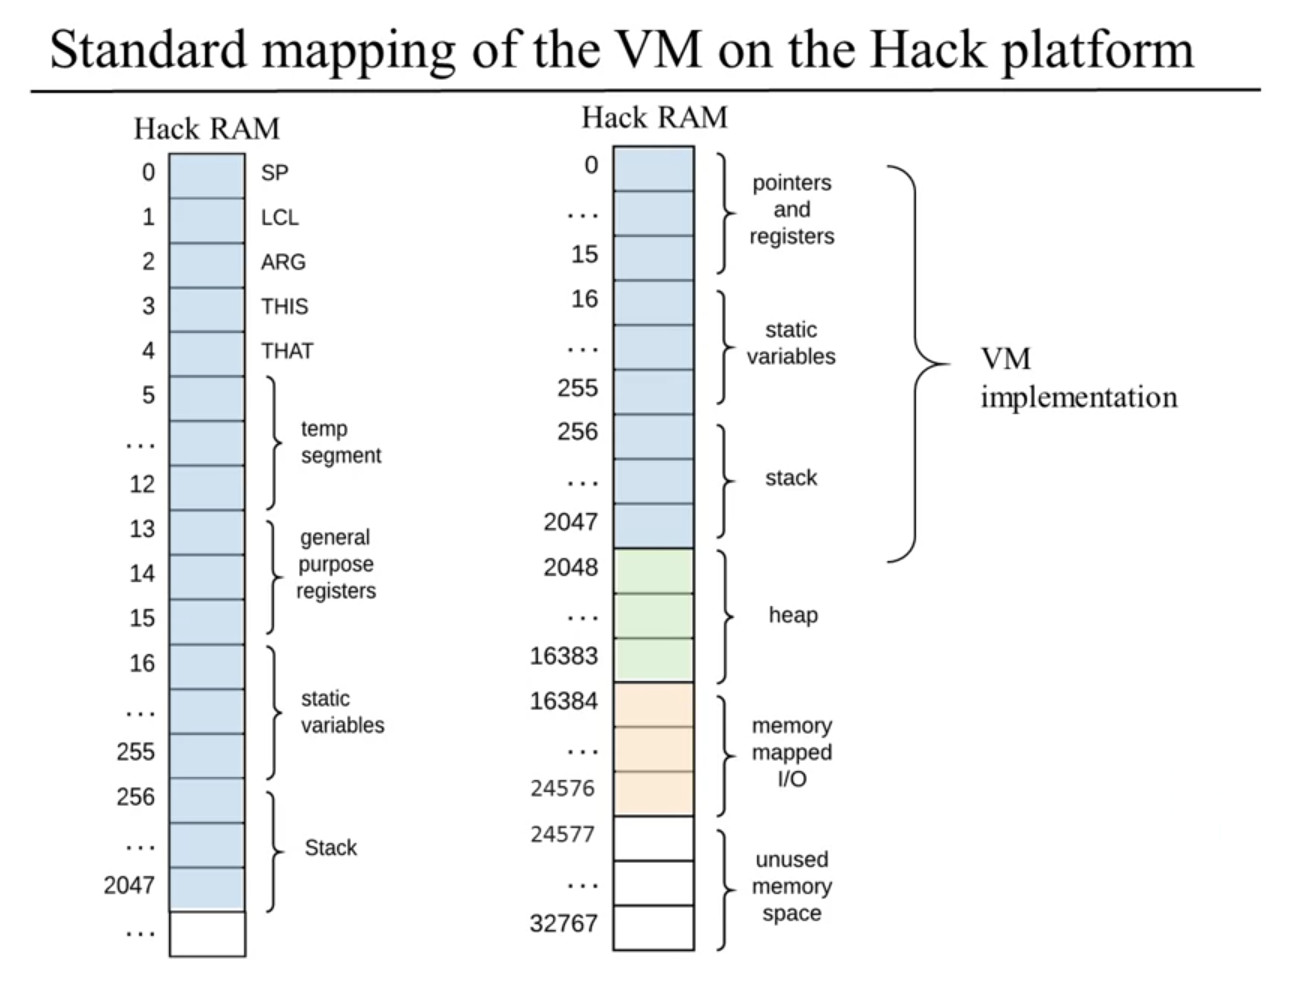 Standard mapping of the VM on the Hack platform
Hack RAM
0 SP
1 LCL
2 ARG
3 THIS
4 THAT
5
...
12
temp
segment
13
14
15
general
purpose
registers
16
...
255
static
variables
256
...
2047
Stack
...
Hack RAM
0
...
15
pointers
and
registers
16
...
255
static
variables
256
...
2047
stack
VM
implementation
2048
...
16383
heap
16384
...
24576
memory
mapped
I/O
24577
...
32767
unused
memory
space